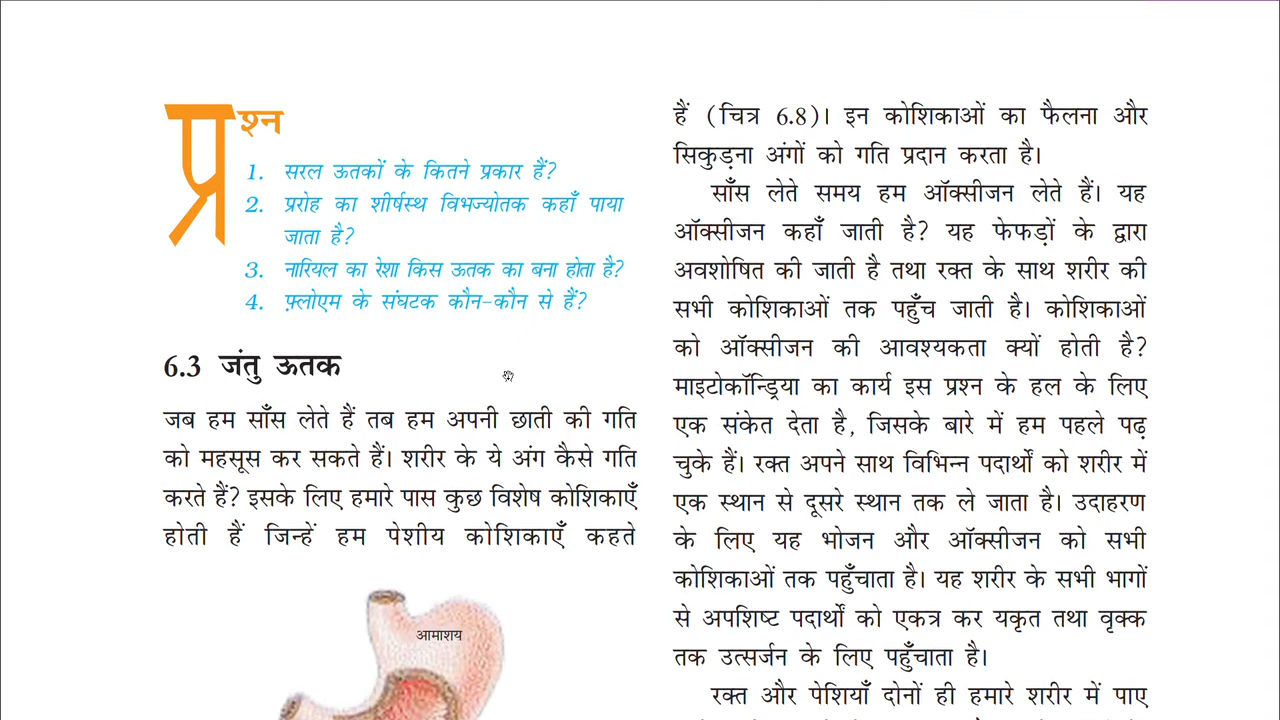 प्रश्न
1. सरल ऊतकों के कितने प्रकार हैं?
2. प्ररोह का शीर्षस्थ विभज्योतक कहाँ पाया
जाता है?
3. नारियल का रेशा किस ऊतक का बना होता है?
4. फ़्लोएम के संघटक कौन-कौन से हैं?
6.3 जंतु ऊतक
जब हम साँस लेते हैं तब हम अपनी छाती की गति
को महसूस कर सकते हैं। शरीर के ये अंग कैसे गति
करते हैं? इसके लिए हमारे पास कुछ विशेष कोशिकाएँ
होती हैं जिन्हें हम पेशीय कोशिकाएँ कहते
आमाशय
हैं (चित्र 6.8)। इन कोशिकाओं का फैलना और
सिकुड़ना अंगों को गति प्रदान करता है।
साँस लेते समय हम ऑक्सीजन लेते हैं। यह
ऑक्सीजन कहाँ जाती है? यह फेफड़ों के द्वारा
अवशोषित की जाती है तथा रक्त के साथ शरीर की
सभी कोशिकाओं तक पहुँच जाती है। कोशिकाओं
को ऑक्सीजन की आवश्यकता क्यों होती है?
माइटोकॉन्ड्रिया का कार्य इस प्रश्न के हल के लिए
एक संकेत देता है, जिसके बारे में हम पहले पढ़
चुके हैं। रक्त अपने साथ विभिन्न पदार्थों को शरीर में
एक स्थान से दूसरे स्थान तक ले जाता है। उदाहरण
के लिए यह भोजन और ऑक्सीजन को सभी
कोशिकाओं तक पहुँचाता है। यह शरीर के सभी भागों
से अपशिष्ट पदार्थों को एकत्र कर यकृत तथा वृक्क
तक उत्सर्जन के लिए पहुँचाता है।
रक्त और पेशियाँ दोनों ही हमारे शरीर में पाए